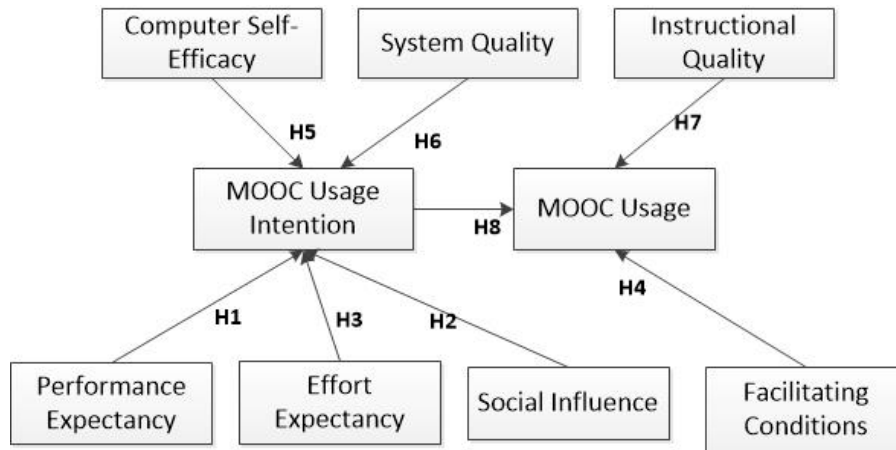 Computer Self-
Efficacy
System Quality
Instructional
Quality
H5
H6
H7
MOOC Usage
Intention
MOOC Usage
H8
H4
H1
H3
H2
Performance
Expectancy
Effort
Expectancy
Social Influence
Facilitating
Conditions